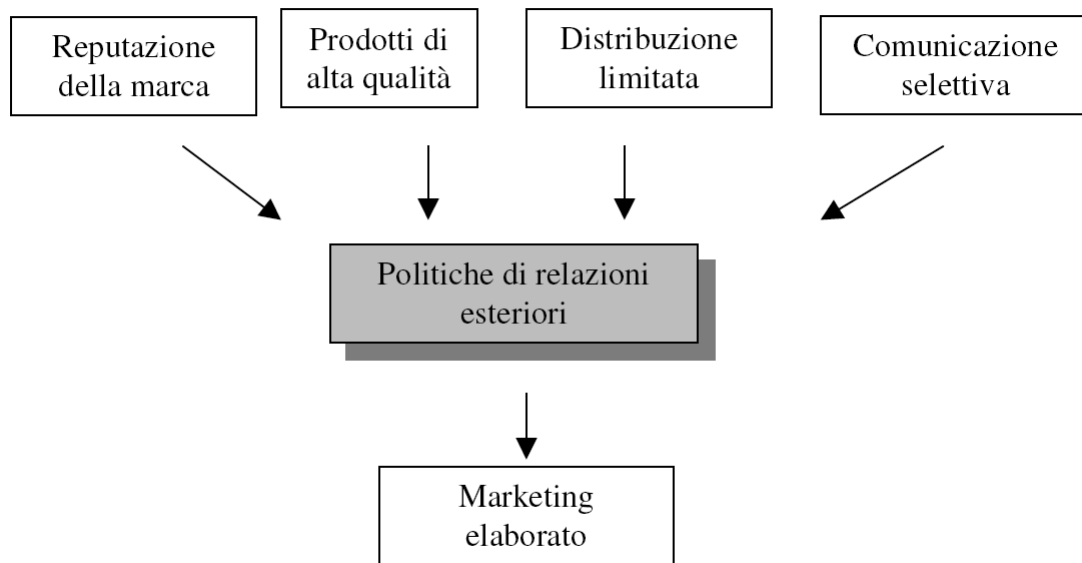 Reputazione
della marca
Prodotti di
alta qualità
Distribuzione
limitata
Comunicazione
selettiva
Politiche di relazioni
esteriori
Marketing
elaborato